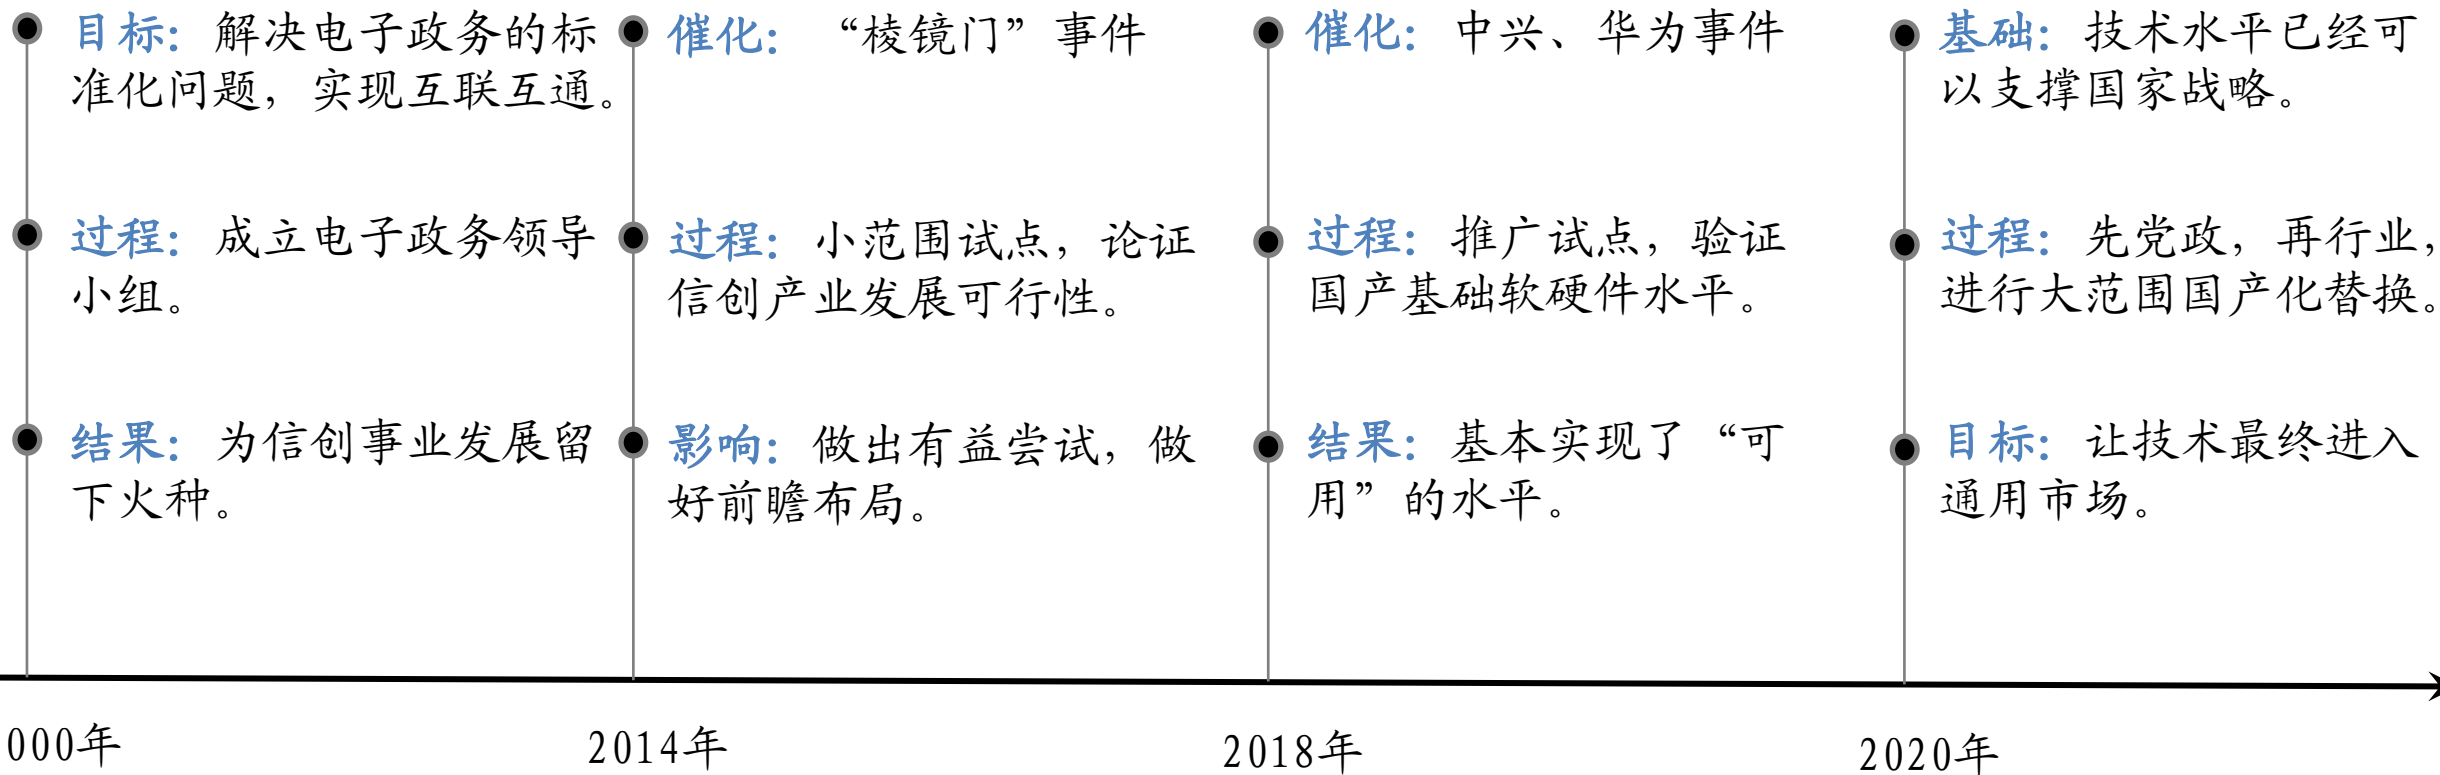 目标：解决电子政务的标
准化问题，实现互联互通。
过程：成立电子政务领导
小组。
结果：为信创事业发展留
下火种。
催化：“棱镜门”事件
过程：小范围试点，论证
信创产业发展可行性。
影响：做出有益尝试，做
好前瞻布局。
催化：中兴、华为事件
过程：推广试点，验证
国产基础软硬件水平。
结果：基本实现了“可
用”的水平。
基础：技术水平已经可
以支撑国家战略。
过程：先党政，再行业，
进行大范围国产化替换。
目标：让技术最终进入
通用市场。
000年
2014年
2018年
2020年